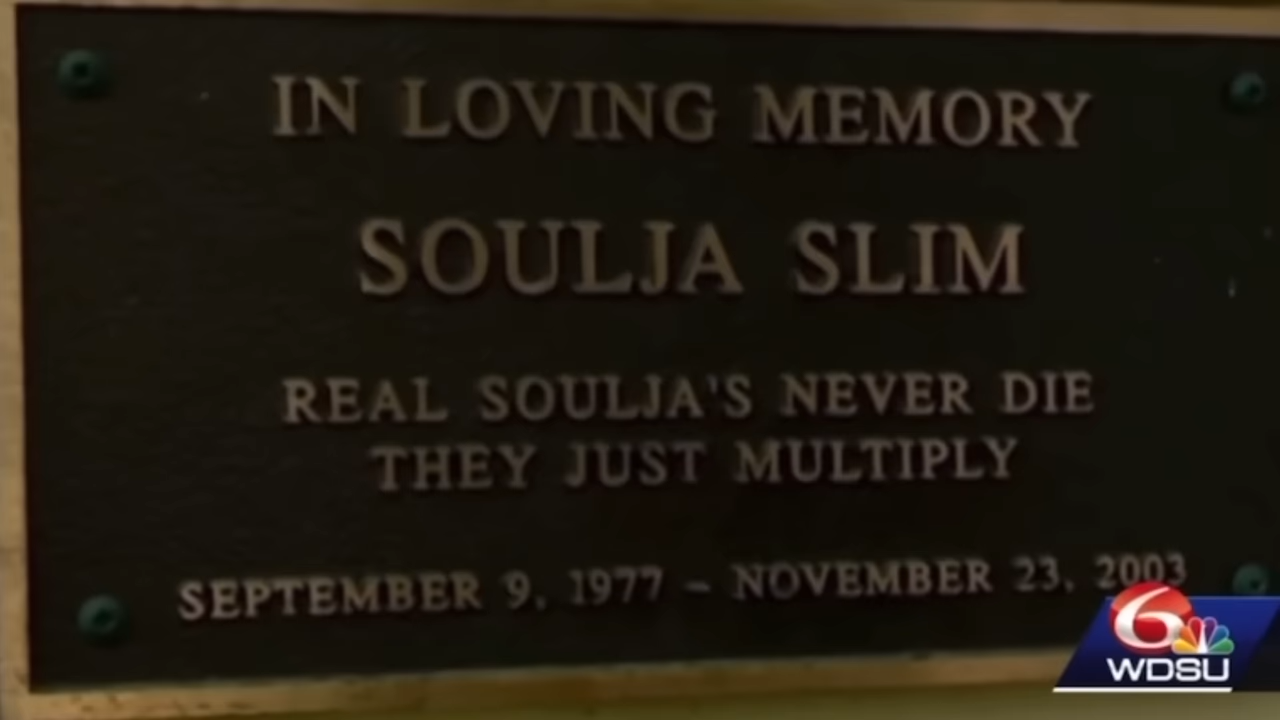 IN LOVING MEMORY
SOULJA SLIM
REAL SOULJA'S NEVER DIE
THEY JUST MULTIPLY
SEPTEMBER 9, 1977 – NOVEMBER 23, 2003
6
WDSU